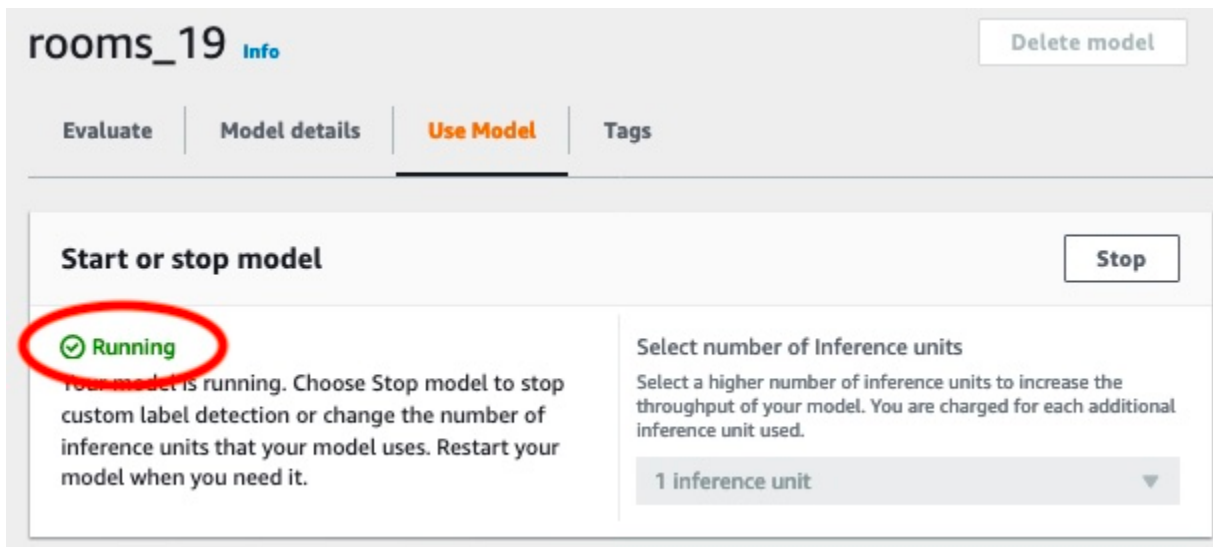 rooms_19 Info
Delete model
Evaluate
Model details
Use Model
Tags
Start or stop model
Stop
Running
Your model is running. Choose Stop model to stop
custom label detection or change the number of
inference units that your model uses. Restart your
model when you need it.
Select number of Inference units
Select a higher number of inference units to increase the
throughput of your model. You are charged for each additional
inference unit used.
1 inference unit